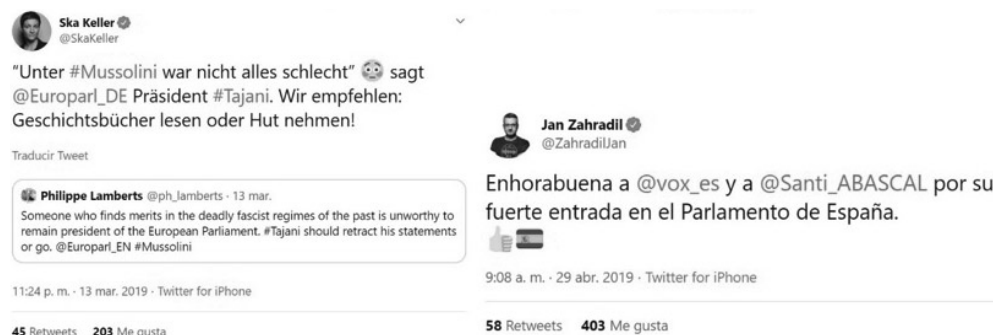 Ska Keller
@SkaKeller
"Unter #Mussolini war nicht alles schlecht" 😳 sagt
@Europarl_DE Präsident #Tajani. Wir empfehlen:
Geschichtsbücher lesen oder Hut nehmen!
Traducir Tweet
Philippe Lamberts @ph_lamberts · 13 mar.
Someone who finds merits in the deadly fascist regimes of the past is unworthy to
remain president of the European Parliament. #Tajani should retract his statements
or go. @Europarl_EN #Mussolini
11:24 p. m. · 13 mar. 2019 · Twitter for iPhone
45 Retweets 203 Me gusta
Jan Zahradil
@ZahradilJan
Enhorabuena a @vox_es y a @Santi_ABASCAL por su
fuerte entrada en el Parlamento de España.
👍🇪🇸
9:08 a. m. · 29 abr. 2019 · Twitter for iPhone
58 Retweets 403 Me gusta